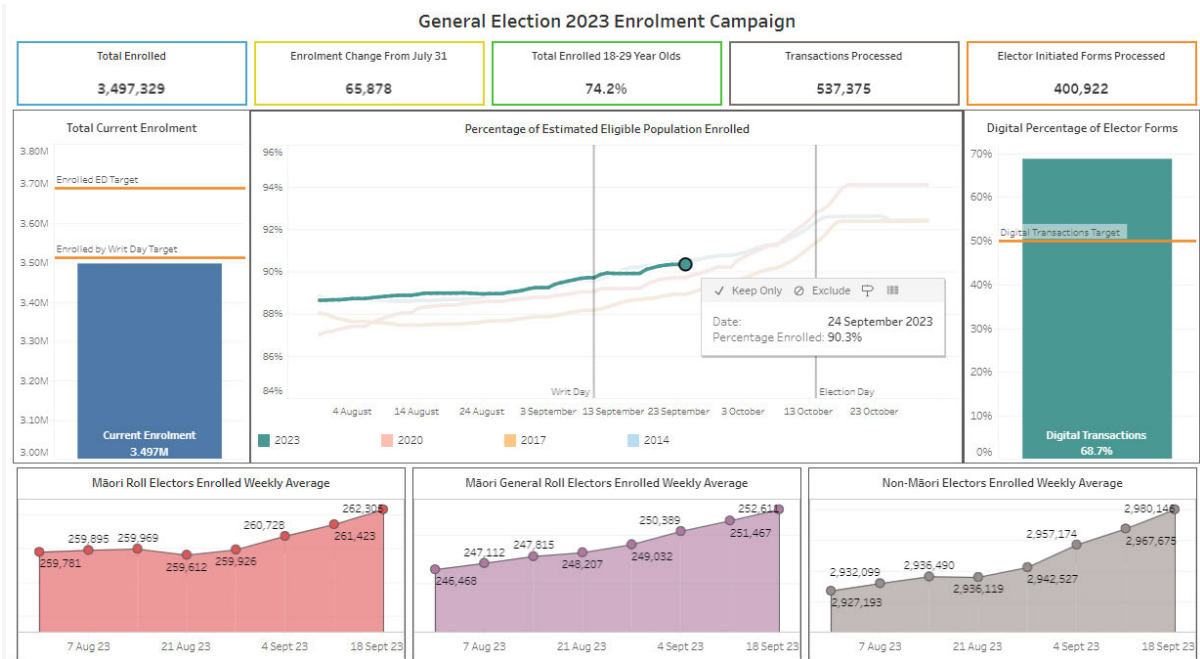 General Election 2023 Enrolment Campaign
Total Enrolled
3,497,329
Enrolment Change From July 31
65,878
Total Enrolled 18-29 Year Olds
74.2%
Transactions Processed
537,375
Elector Initiated Forms Processed
400,922
Total Current Enrolment
3.80M
3.70M
3.60M
3.50M
3.40M
3.30M
3.20M
3.10M
3.00M
Enrolled ED Target
Enrolled by Writ Day Target
Current Enrolment
3.497M
Percentage of Estimated Eligible Population Enrolled
96%
94%
92%
90%
88%
86%
84%
Keep Only Exclude
Date: 24 September 2023
Percentage Enrolled: 90.3%
Writ Day
Election Day
4 August 14 August 24 August 3 September 13 September 23 September 3 October 13 October 23 October
2023 2020 2017 2014
Digital Percentage of Elector Forms
70%
60%
50%
40%
30%
20%
10%
0%
Digital Transactions Target
Digital Transactions
68.7%
Māori Roll Electors Enrolled Weekly Average
259,781
259,895
259,969
259,612
259,926
260,728
261,423
262,305
7 Aug 23 21 Aug 23 4 Sept 23 18 Sept 23
Māori General Roll Electors Enrolled Weekly Average
246,468
247,112
247,815
248,207
249,032
250,389
251,467
252,611
7 Aug 23 21 Aug 23 4 Sept 23 18 Sept 23
Non-Māori Electors Enrolled Weekly Average
2,927,193
2,932,099
2,936,490
2,936,119
2,942,527
2,957,174
2,967,675
2,980,146
7 Aug 23 21 Aug 23 4 Sept 23 18 Sept 23